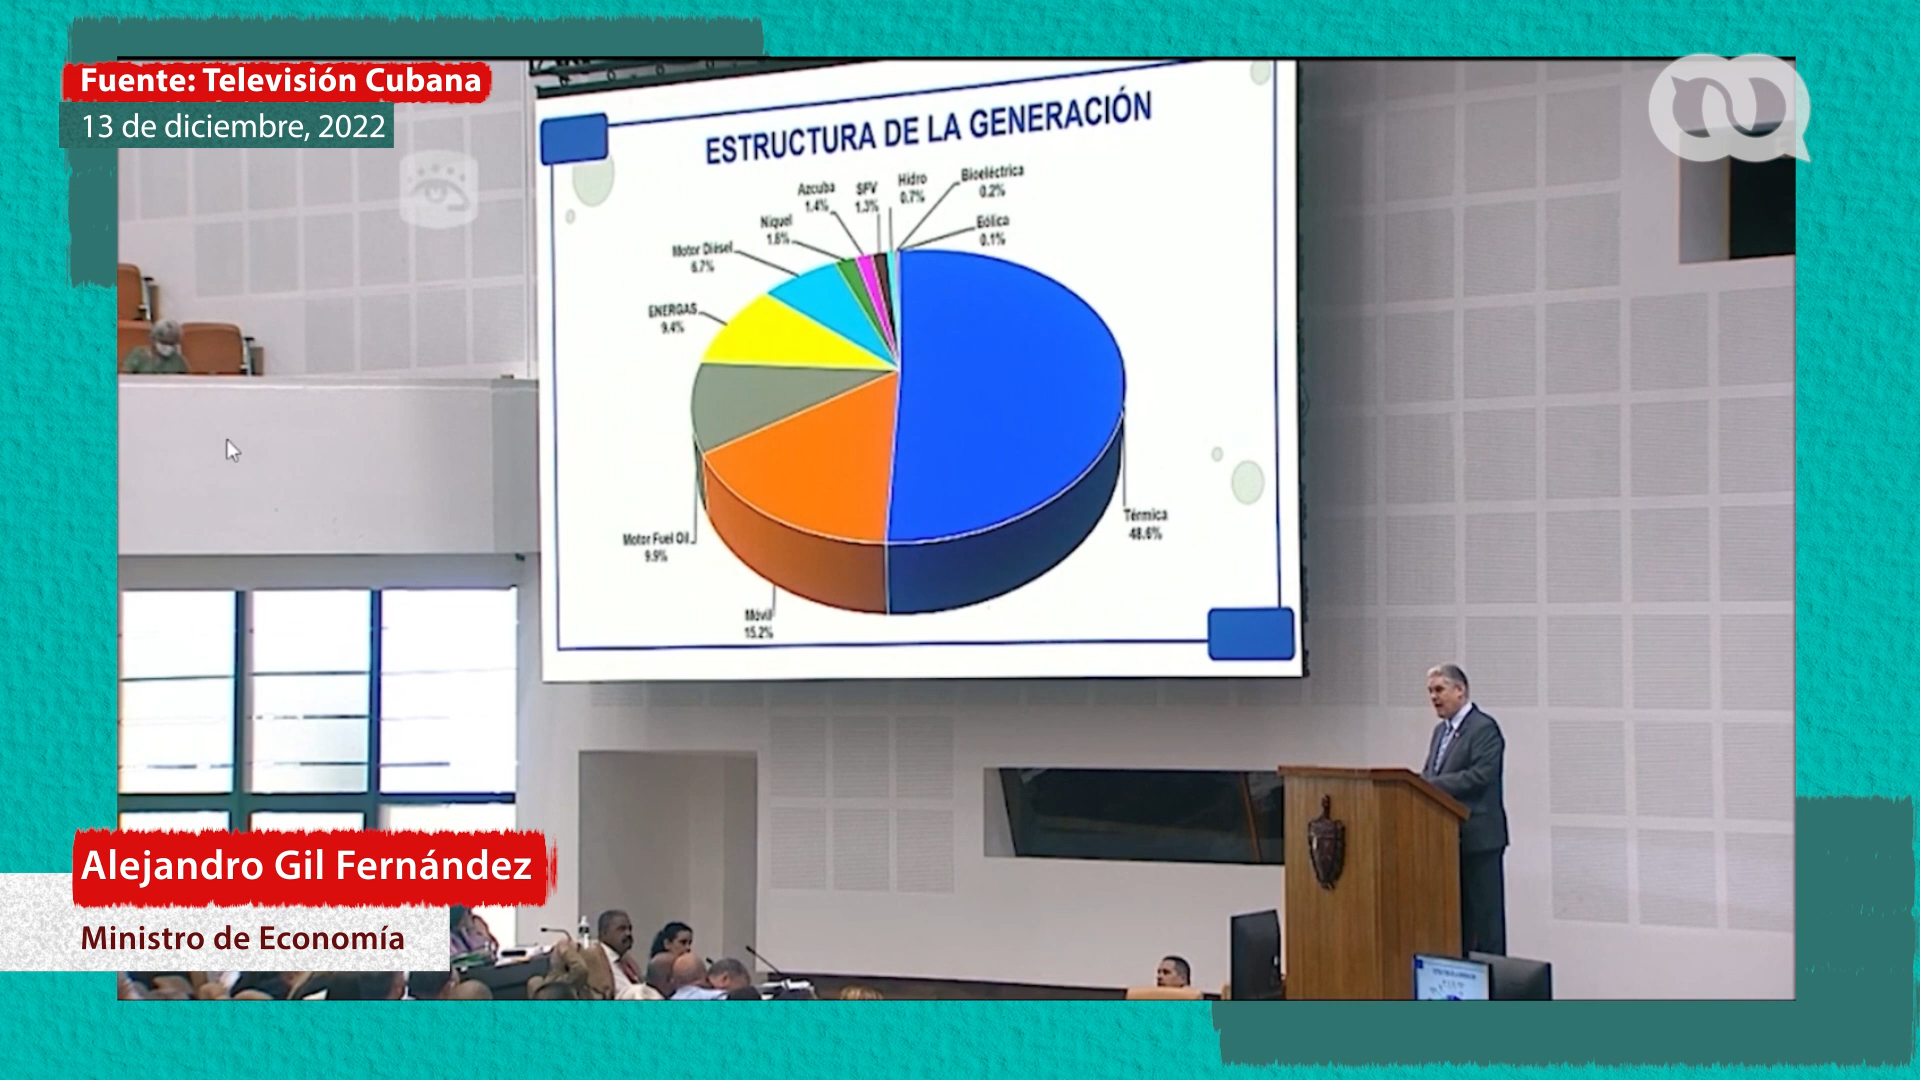 Fuente: Televisión Cubana
13 de diciembre, 2022
ESTRUCTURA DE LA GENERACIÓN
Azcuba
1.4%
SFV
1.3%
Hidro
0.7%
Bioeléctrica
0.2%
Níquel
1.6%
Eólica
0.1%
Motor Diésel
6.7%
ENERGAS
9.4%
Térmica
48.6%
Motor Fuel Oil
9.9%
Móvil
15.2%
Alejandro Gil Fernández
Ministro de Economía